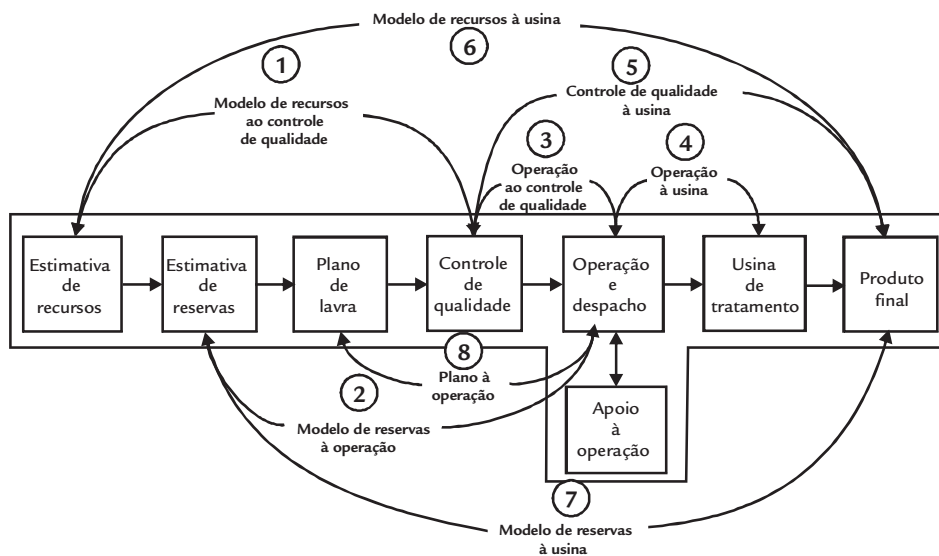 Modelo de recursos à usina
6
1
5
Modelo de recursos
ao controle
de qualidade
Controle de qualidade
à usina
3
4
Operação
ao controle
de qualidade
Operação
à usina
Estimativa
de
recursos
Estimativa
de
reservas
Plano
de
lavra
Controle
de
qualidade
Operação
e
despacho
Usina
de
tratamento
Produto
final
8
Plano à
operação
2
Modelo de reservas
à operação
Apoio
à
operação
7
Modelo de reservas
à usina